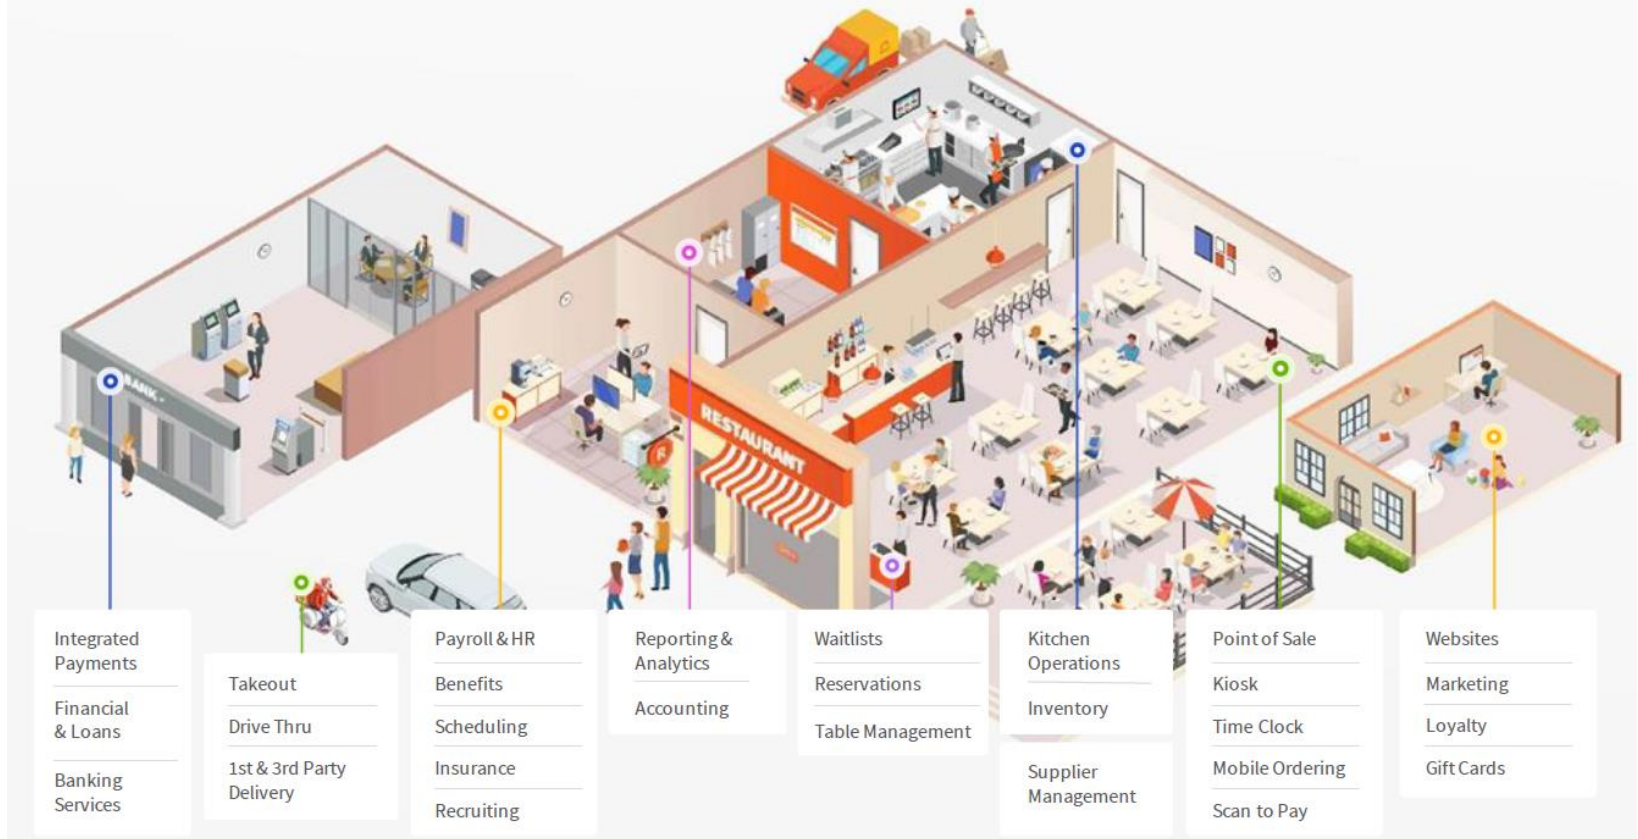 BANK
RESTAURANT
R
Integrated
Payments
Financial
& Loans
Banking
Services
Takeout
Drive Thru
1st & 3rd Party
Delivery
Payroll & HR
Benefits
Scheduling
Insurance
Recruiting
Reporting &
Analytics
Accounting
Waitlists
Reservations
Table Management
Kitchen
Operations
Inventory
Supplier
Management
Point of Sale
Kiosk
Time Clock
Mobile Ordering
Scan to Pay
Websites
Marketing
Loyalty
Gift Cards